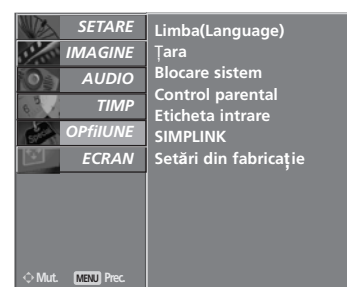 SETARE
IMAGINE
AUDIO
TIMP
OPfiIUNE
ECRAN
Limba(Language)
Țara
Blocare sistem
Control parental
Eticheta intrare
SIMPLINK
Setări din fabricație
Mut. MENU Prec.